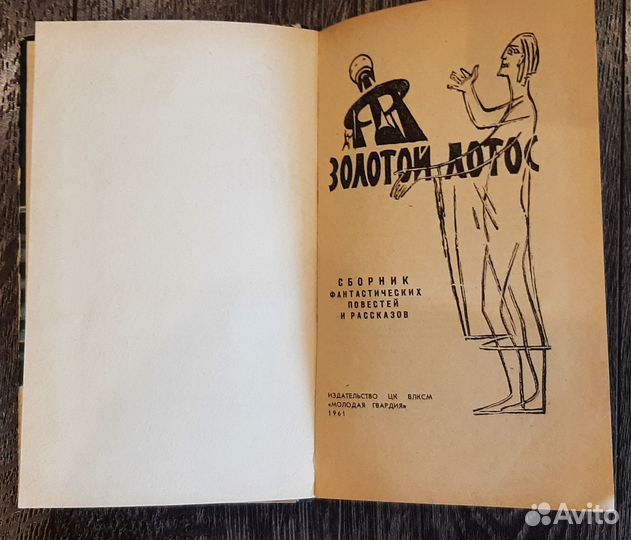 ЗОЛОТОЙ ЛОТОС
СБОРНИК
ФАНТАСТИЧЕСКИХ
ПОВЕСТЕЙ
И РАССКАЗОВ
ИЗДАТЕЛЬСТВО ЦК ВЛКСМ
«МОЛОДАЯ ГВАРДИЯ»
1961
Avito